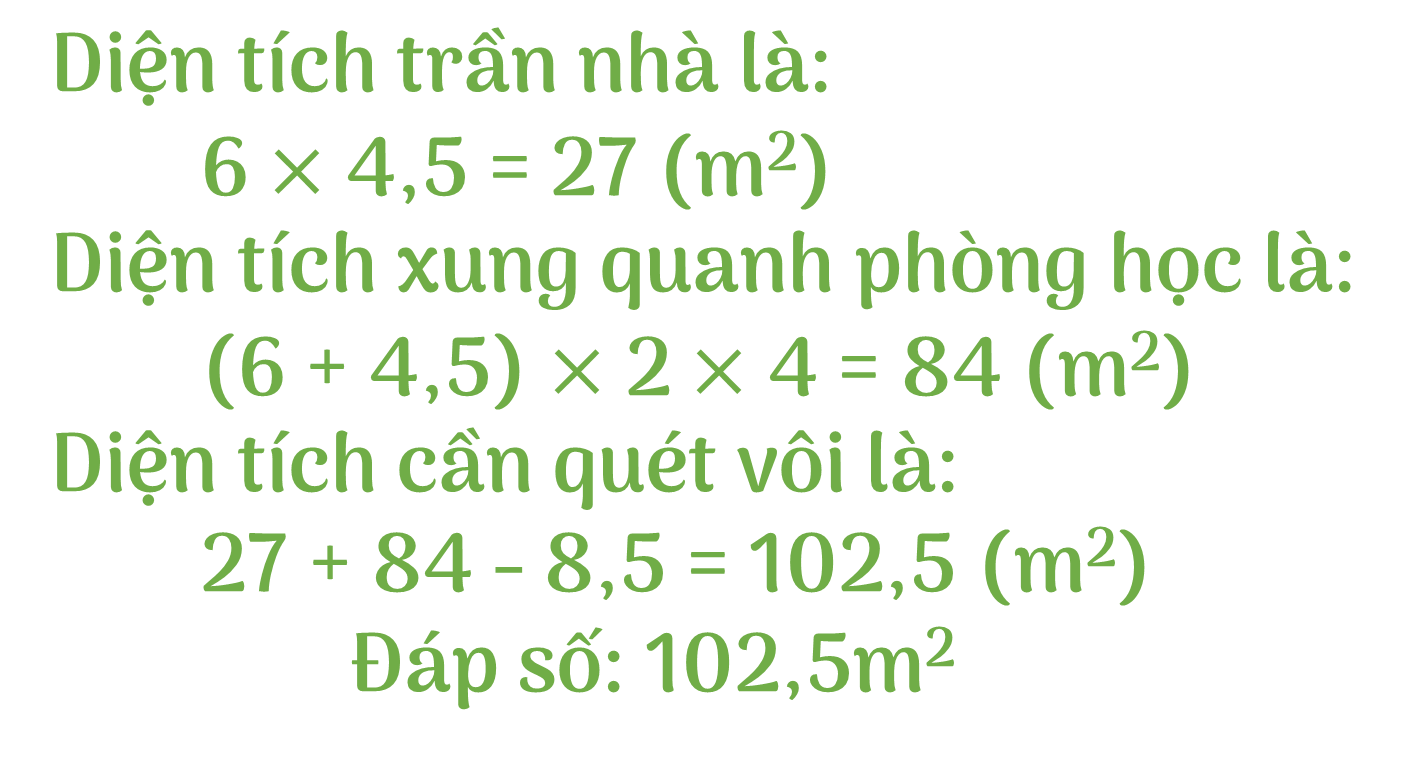 Diện tích trần nhà là:
6 × 4,5 = 27 (m²)
Diện tích xung quanh phòng học là:
(6 + 4,5) × 2 × 4 = 84 (m²)
Diện tích cần quét vôi là:
27 + 84 - 8,5 = 102,5 (m²)
Đáp số: 102,5m²